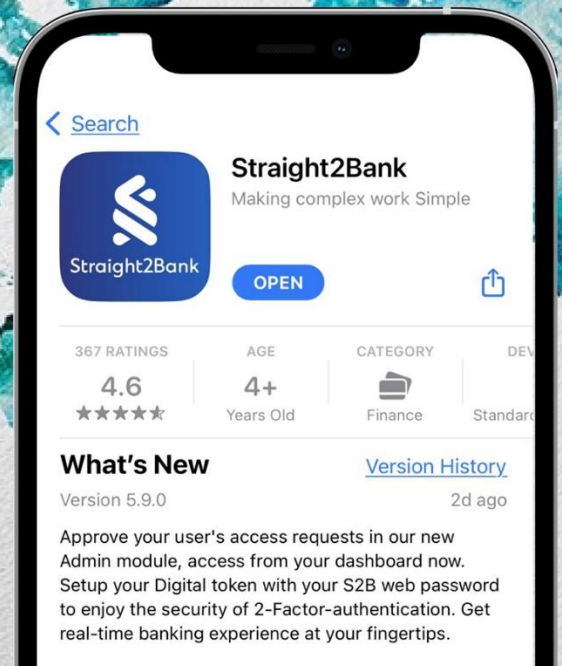 Search
Straight2Bank
Making complex work Simple
Straight2Bank
OPEN
367 RATINGS
AGE
CATEGORY
DEV
4.6
4+
Years Old
Finance
Standard
What's New
Version History
Version 5.9.0
2d ago
Approve your user's access requests in our new
Admin module, access from your dashboard now.
Setup your Digital token with your S2B web password
to enjoy the security of 2-Factor-authentication. Get
real-time banking experience at your fingertips.